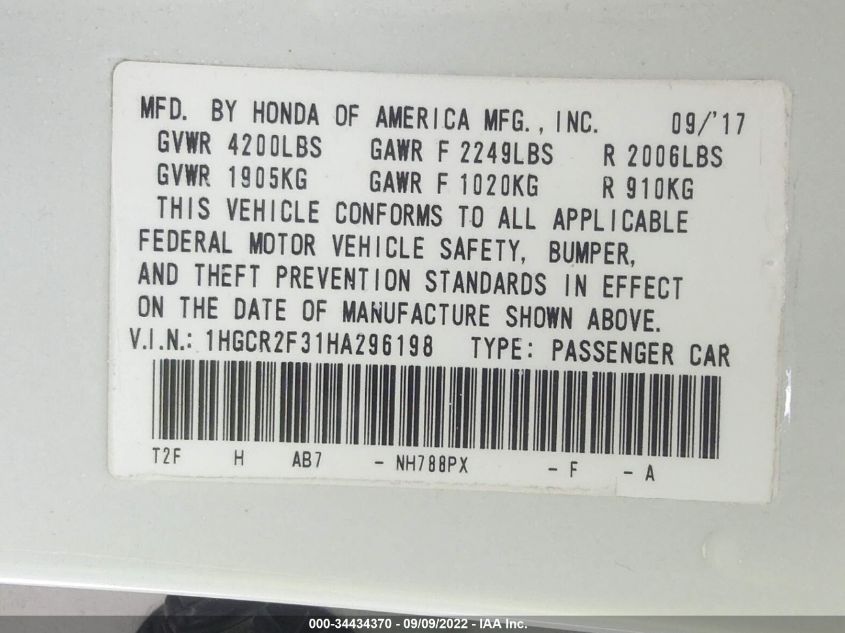 MFD. BY HONDA OF AMERICA MFG., INC. 09/'17
GVWR 4200LBS GAWR F 2249LBS R 2006LBS
GVWR 1905KG GAWR F 1020KG R 910KG
THIS VEHICLE CONFORMS TO ALL APPLICABLE
FEDERAL MOTOR VEHICLE SAFETY, BUMPER,
AND THEFT PREVENTION STANDARDS IN EFFECT
ON THE DATE OF MANUFACTURE SHOWN ABOVE.
V.I.N.: 1HGCR2F31HA296198 TYPE: PASSENGER CAR
T2F H AB7 - NH788PX - F - A
000-34434370 - 09/09/2022 - IAA Inc.